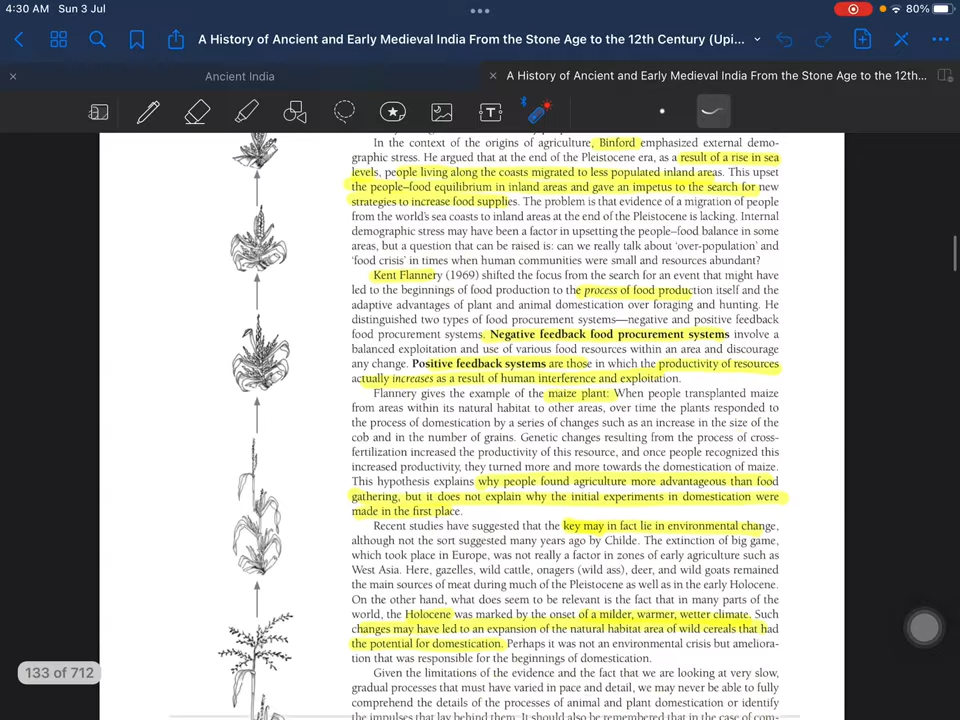 4:30 AM Sun 3 Jul
80%
A History of Ancient and Early Medieval India From the Stone Age to the 12th Century (Upi...
Ancient India
A History of Ancient and Early Medieval India From the Stone Age to the 12th...
In the context of the origins of agriculture, Binford emphasized external demo-
graphic stress. He argued that at the end of the Pleistocene era, as a result of a rise in sea
levels, people living along the coasts migrated to less populated inland areas. This upset
the people–food equilibrium in inland areas and gave an impetus to the search for new
strategies to increase food supplies. The problem is that evidence of a migration of people
from the world's sea coasts to inland areas at the end of the Pleistocene is lacking. Internal
demographic stress may have been a factor in upsetting the people–food balance in some
areas, but a question that can be raised is: can we really talk about 'over-population' and
'food crisis' in times when human communities were small and resources abundant?
Kent Flannery (1969) shifted the focus from the search for an event that might have
led to the beginnings of food production to the process of food production itself and the
adaptive advantages of plant and animal domestication over foraging and hunting. He
distinguished two types of food procurement systems—negative and positive feedback
food procurement systems. Negative feedback food procurement systems involve a
balanced exploitation and use of various food resources within an area and discourage
any change. Positive feedback systems are those in which the productivity of resources
actually increases as a result of human interference and exploitation.
Flannery gives the example of the maize plant: When people transplanted maize
from areas within its natural habitat to other areas, over time the plants responded to
the process of domestication by a series of changes such as an increase in the size of the
cob and in the number of grains. Genetic changes resulting from the process of cross-
fertilization increased the productivity of this resource, and once people recognized this
increased productivity, they turned more and more towards the domestication of maize.
This hypothesis explains why people found agriculture more advantageous than food
gathering, but it does not explain why the initial experiments in domestication were
made in the first place.
Recent studies have suggested that the key may in fact lie in environmental change,
although not the sort suggested many years ago by Childe. The extinction of big game,
which took place in Europe, was not really a factor in zones of early agriculture such as
West Asia. Here, gazelles, wild cattle, onagers (wild ass), deer, and wild goats remained
the main sources of meat during much of the Pleistocene as well as in the early Holocene.
On the other hand, what does seem to be relevant is the fact that in many parts of the
world, the Holocene was marked by the onset of a milder, warmer, wetter climate. Such
changes may have led to an expansion of the natural habitat area of wild cereals that had
the potential for domestication. Perhaps it was not an environmental crisis but ameliora-
tion that was responsible for the beginnings of domestication.
Given the limitations of the evidence and the fact that we are looking at very slow,
gradual processes that must have varied in pace and detail, we may never be able to fully
comprehend the details of the processes of animal and plant domestication or identify
the impulses that lay behind them. It should also be remembered that in the case of com-
133 of 712